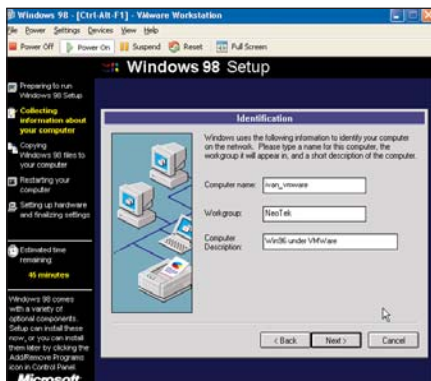 Windows 98 - [Ctrl-Alt-F1] - VMware Workstation
File Power Settings Devices View Help
Power Off Power On Suspend Reset Full Screen
Windows 98 Setup
Preparing to run
Windows 98 Setup
Collecting
information about
your computer
Copying
Windows 98 files to
your computer
Restarting your
computer
Setting up hardware
and finalizing settings
Estimated time
remaining:
45 minutes
Windows 98 comes
with a variety of
optional components.
Setup can install these
now, or you can install
them later by clicking the
Add/Remove Programs
icon in Control Panel.
Microsoft
Identification
Windows uses the following information to identify your computer
on the network. Please type a name for this computer, the
workgroup it will appear in, and a short description of the computer.
Computer name:
ivan_vmware
Workgroup:
NeoTek
Computer
Description:
Win96 under VMWare
< Back Next > Cancel